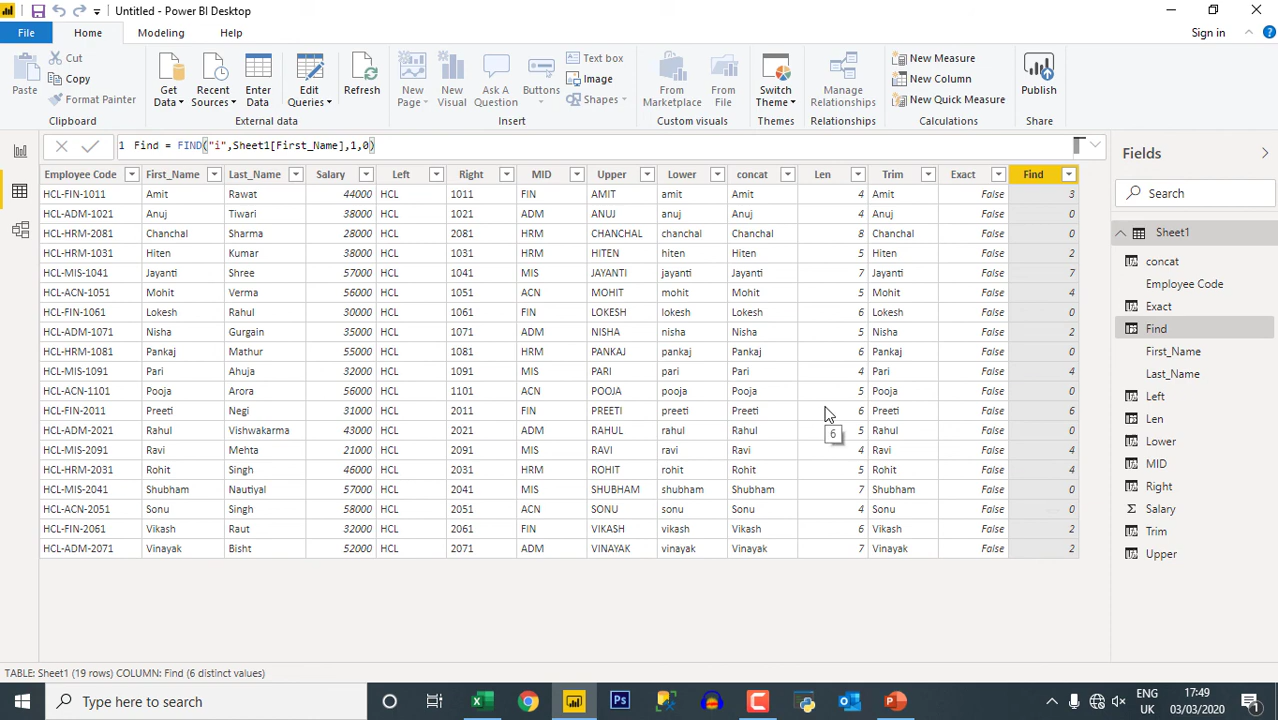 Untitled - Power BI Desktop
File Home Modeling Help Sign in
Cut Copy Format Painter Paste Clipboard
Get Data Recent Sources Enter Data External data
Edit Queries Refresh
New Page New Visual Ask A Question Buttons Text box Image Shapes Insert
From Marketplace From File Custom visuals
Switch Theme Themes
Manage Relationships Relationships
New Measure New Column New Quick Measure Calculations
Publish Share
1 Find = FIND("i",Sheet1[First_Name],1,0)
Employee Code First_Name Last_Name Salary Left Right MID Upper Lower concat Len Trim Exact Find
HCL-FIN-1011 Amit Rawat 44000 HCL 1011 FIN AMIT amit Amit 4 Amit False 3
HCL-ADM-1021 Anuj Tiwari 38000 HCL 1021 ADM ANUJ anuj Anuj 4 Anuj False 0
HCL-HRM-2081 Chanchal Sharma 28000 HCL 2081 HRM CHANCHAL chanchal Chanchal 8 Chanchal False 0
HCL-HRM-1031 Hiten Kumar 38000 HCL 1031 HRM HITEN hiten Hiten 5 Hiten False 2
HCL-MIS-1041 Jayanti Shree 57000 HCL 1041 MIS JAYANTI jayanti Jayanti 7 Jayanti False 7
HCL-ACN-1051 Mohit Verma 56000 HCL 1051 ACN MOHIT mohit Mohit 5 Mohit False 4
HCL-FIN-1061 Lokesh Rahul 30000 HCL 1061 FIN LOKESH lokesh Lokesh 6 Lokesh False 0
HCL-ADM-1071 Nisha Gurgain 35000 HCL 1071 ADM NISHA nisha Nisha 5 Nisha False 2
HCL-HRM-1081 Pankaj Mathur 55000 HCL 1081 HRM PANKAJ pankaj Pankaj 6 Pankaj False 0
HCL-MIS-1091 Pari Ahuja 32000 HCL 1091 MIS PARI pari Pari 4 Pari False 4
HCL-ACN-1101 Pooja Arora 56000 HCL 1101 ACN POOJA pooja Pooja 5 Pooja False 0
HCL-FIN-2011 Preeti Negi 31000 HCL 2011 FIN PREETI preeti Preeti 6 Preeti False 6
HCL-ADM-2021 Rahul Vishwakarma 43000 HCL 2021 ADM RAHUL rahul Rahul 5 Rahul False 0
HCL-MIS-2091 Ravi Mehta 21000 HCL 2091 MIS RAVI ravi Ravi 4 Ravi False 4
HCL-HRM-2031 Rohit Singh 46000 HCL 2031 HRM ROHIT rohit Rohit 5 Rohit False 4
HCL-MIS-2041 Shubham Nautiyal 57000 HCL 2041 MIS SHUBHAM shubham Shubham 7 Shubham False 0
HCL-ACN-2051 Sonu Singh 58000 HCL 2051 ACN SONU sonu Sonu 4 Sonu False 0
HCL-FIN-2061 Vikash Raut 32000 HCL 2061 FIN VIKASH vikash Vikash 6 Vikash False 2
HCL-ADM-2071 Vinayak Bisht 52000 HCL 2071 ADM VINAYAK vinayak Vinayak 7 Vinayak False 2
6
Fields
Search
Sheet1
concat
Employee Code
Exact
Find
First_Name
Last_Name
Left
Len
Lower
MID
Right
Salary
Trim
Upper
TABLE: Sheet1 (19 rows) COLUMN: Find (6 distinct values)
Type here to search
ENG
UK
17:49
03/03/2020
1